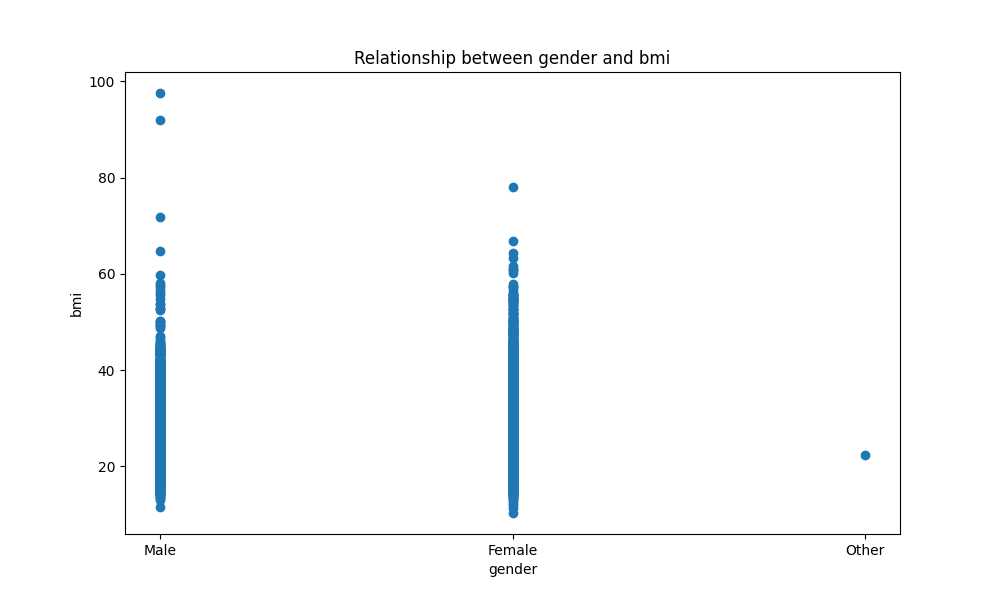 Relationship between gender and bmi
100
80
60
40
20
bmi
Male
Female
Other
gender